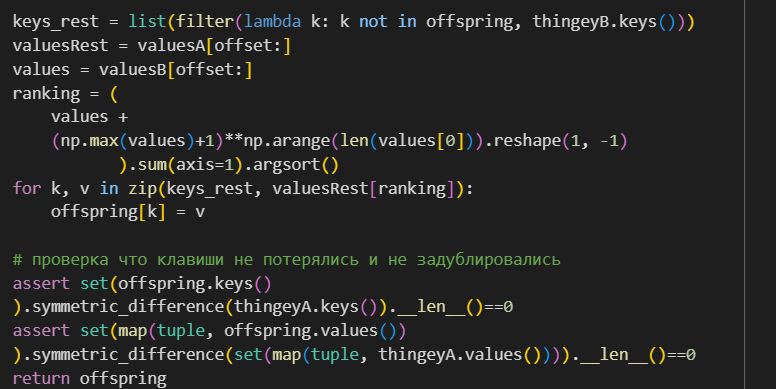 keys_rest = list(filter(lambda k: k not in offspring, thingeyB.keys()))
valuesRest = valuesA[offset:]
values = valuesB[offset:]
ranking = (
    values +
    (np.max(values)+1)**np.arange(len(values[0])).reshape(1, -1)
           ).sum(axis=1).argsort()
for k, v in zip(keys_rest, valuesRest[ranking]):
    offspring[k] = v

# проверка что клавиши не потерялись и не задублировались
assert set(offspring.keys()
).symmetric_difference(thingeyA.keys()).__len__()==0
assert set(map(tuple, offspring.values())
).symmetric_difference(set(map(tuple, thingeyA.values()))).__len__()==0
return offspring